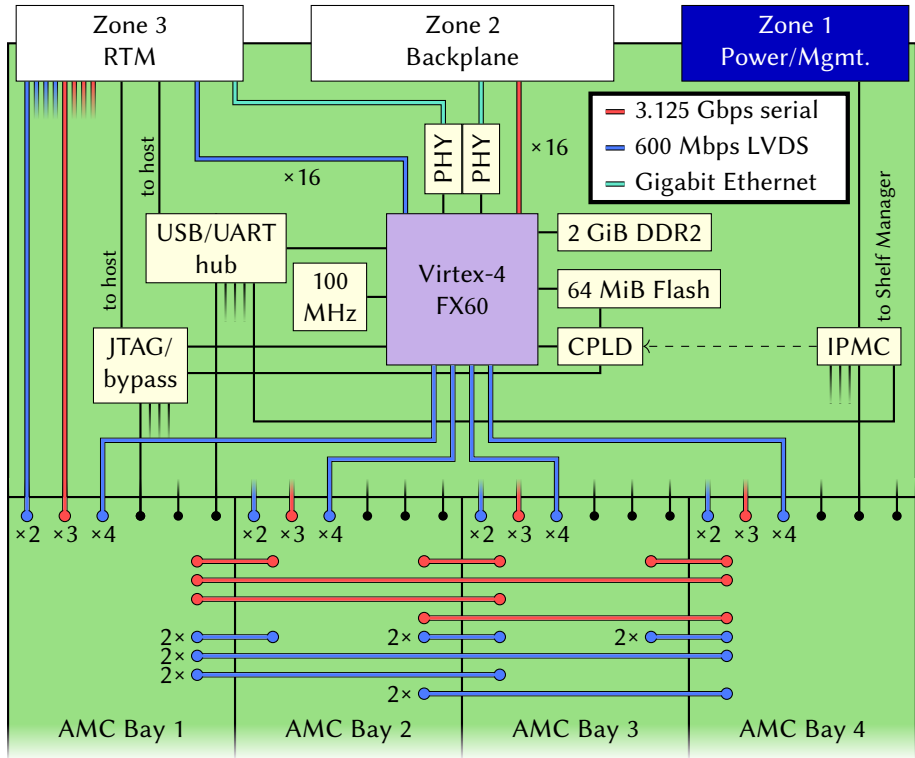 Zone 3
RTM
Zone 2
Backplane
Zone 1
Power/Mgmt.
3.125 Gbps serial
600 Mbps LVDS
Gigabit Ethernet
PHY
PHY
×16
×16
to host
to host
to Shelf Manager
USB/UART
hub
100
MHz
Virtex-4
FX60
2 GiB DDR2
64 MiB Flash
CPLD
IPMC
JTAG/
bypass
×2 ×3 ×4 ×2 ×3 ×4 ×2 ×3 ×4 ×2 ×3 ×4
2× 2× 2×
2×
2×
2×
AMC Bay 1 AMC Bay 2 AMC Bay 3 AMC Bay 4